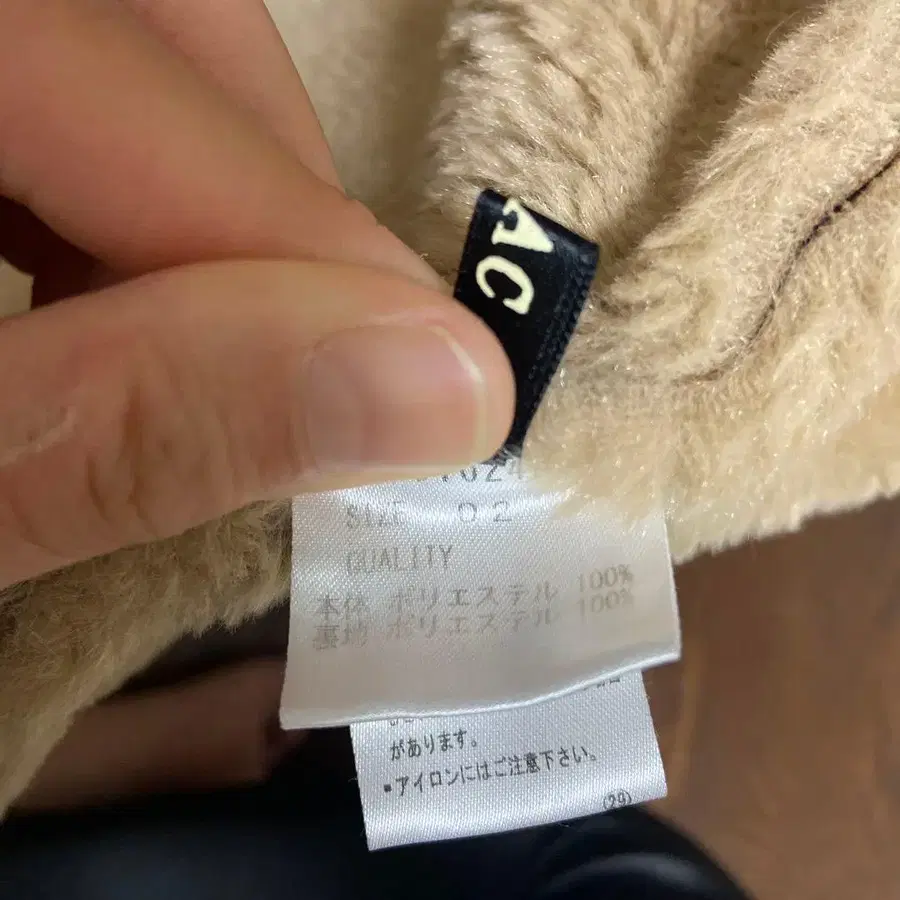 AC
SIZE 02
QUALITY
本体 ポリエステル 100%
裏地 ポリエステル 100%
があります。
▪アイロンにはご注意下さい。
(29)